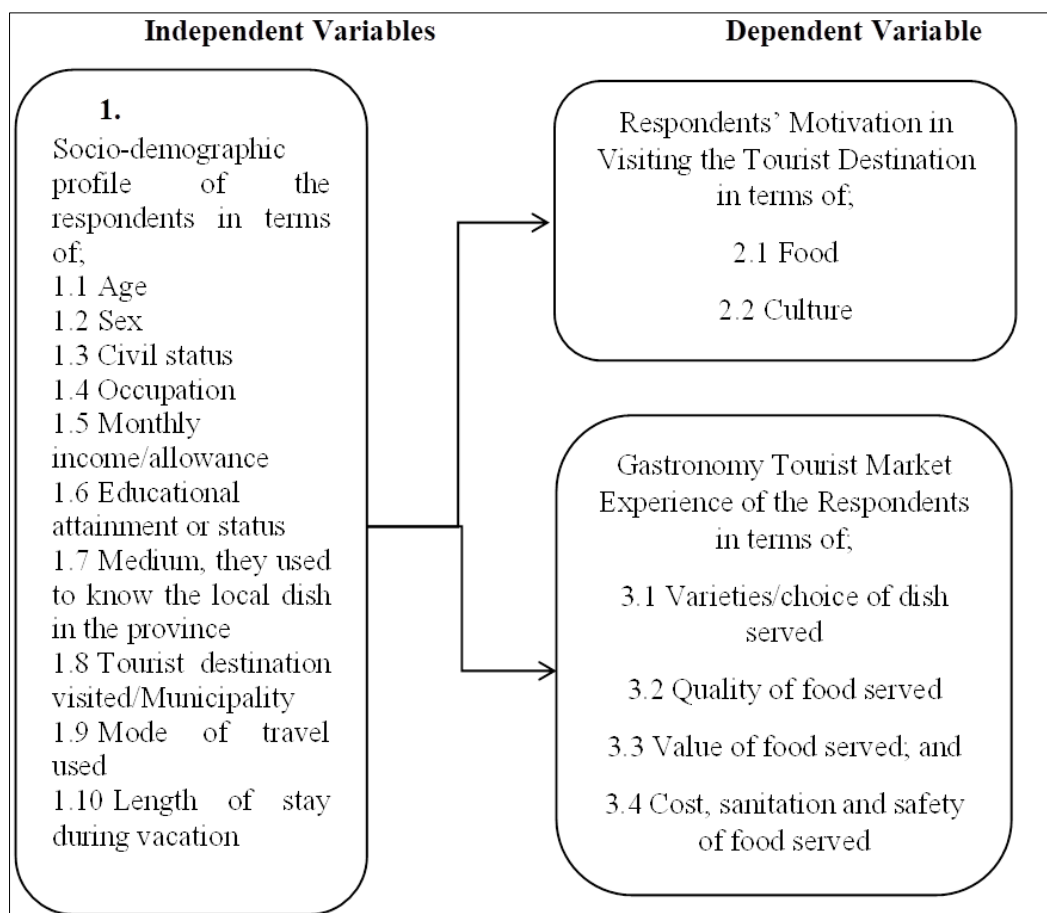 Independent Variables
1.
Socio-demographic
profile of the
respondents in terms
of;
1.1 Age
1.2 Sex
1.3 Civil status
1.4 Occupation
1.5 Monthly
income/allowance
1.6 Educational
attainment or status
1.7 Medium, they used
to know the local dish
in the province
1.8 Tourist destination
visited/Municipality
1.9 Mode of travel
used
1.10 Length of stay
during vacation
Dependent Variable
Respondents’ Motivation in
Visiting the Tourist Destination
in terms of;
2.1 Food
2.2 Culture
Gastronomy Tourist Market
Experience of the Respondents
in terms of;
3.1 Varieties/choice of dish
served
3.2 Quality of food served
3.3 Value of food served; and
3.4 Cost, sanitation and safety
of food served